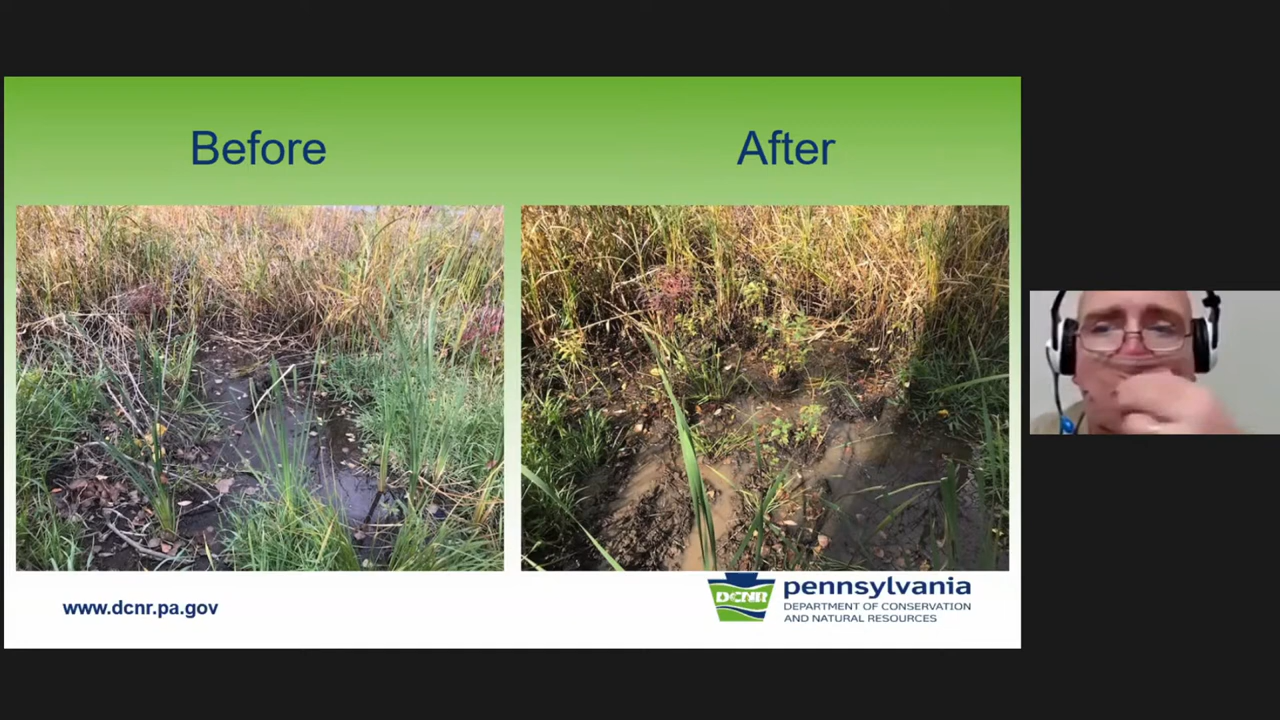 Before
After
www.dcnr.pa.gov
DCNR
pennsylvania
DEPARTMENT OF CONSERVATION
AND NATURAL RESOURCES